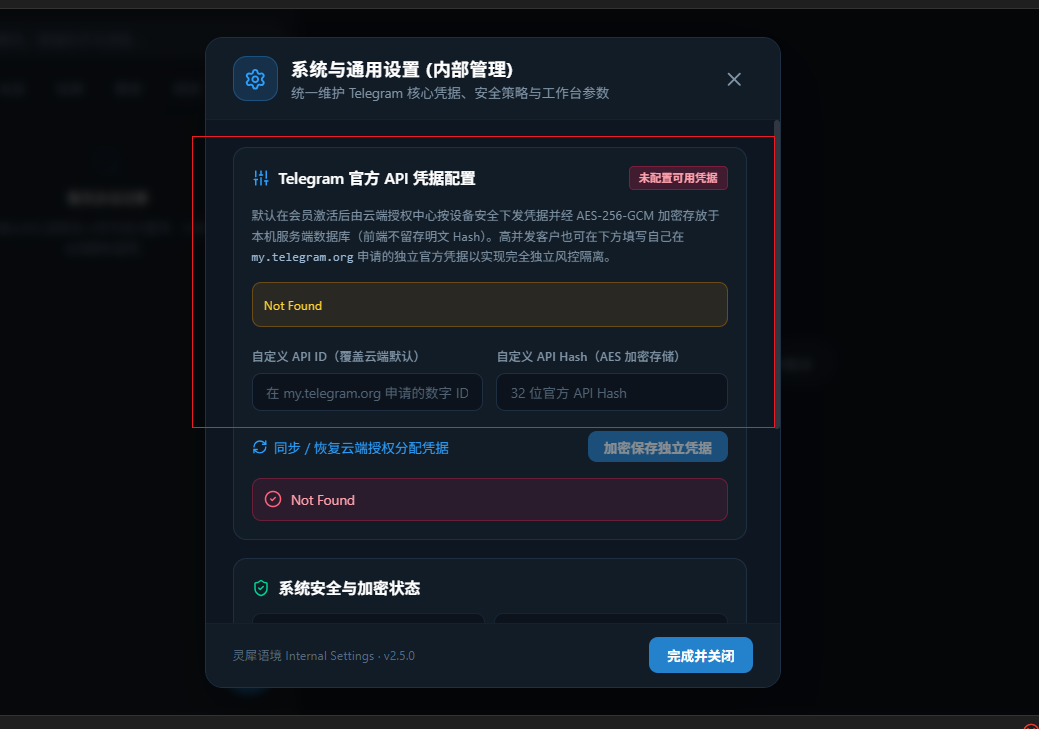 系统与通用设置 (内部管理)
统一维护 Telegram 核心凭据、安全策略与工作台参数
Telegram 官方 API 凭据配置
未配置可用凭据
默认在会员激活后由云端授权中心按设备安全下发凭据并经 AES-256-GCM 加密存放于
本机服务端数据库（前端不留存明文 Hash）。高并发客户也可在下方填写自己在
my.telegram.org 申请的独立官方凭据以实现完全独立风控隔离。
Not Found
自定义 API ID（覆盖云端默认）
自定义 API Hash（AES 加密存储）
在 my.telegram.org 申请的数字 ID
32 位官方 API Hash
同步 / 恢复云端授权分配凭据
加密保存独立凭据
Not Found
系统安全与加密状态
灵犀语境 Internal Settings · v2.5.0
完成并关闭